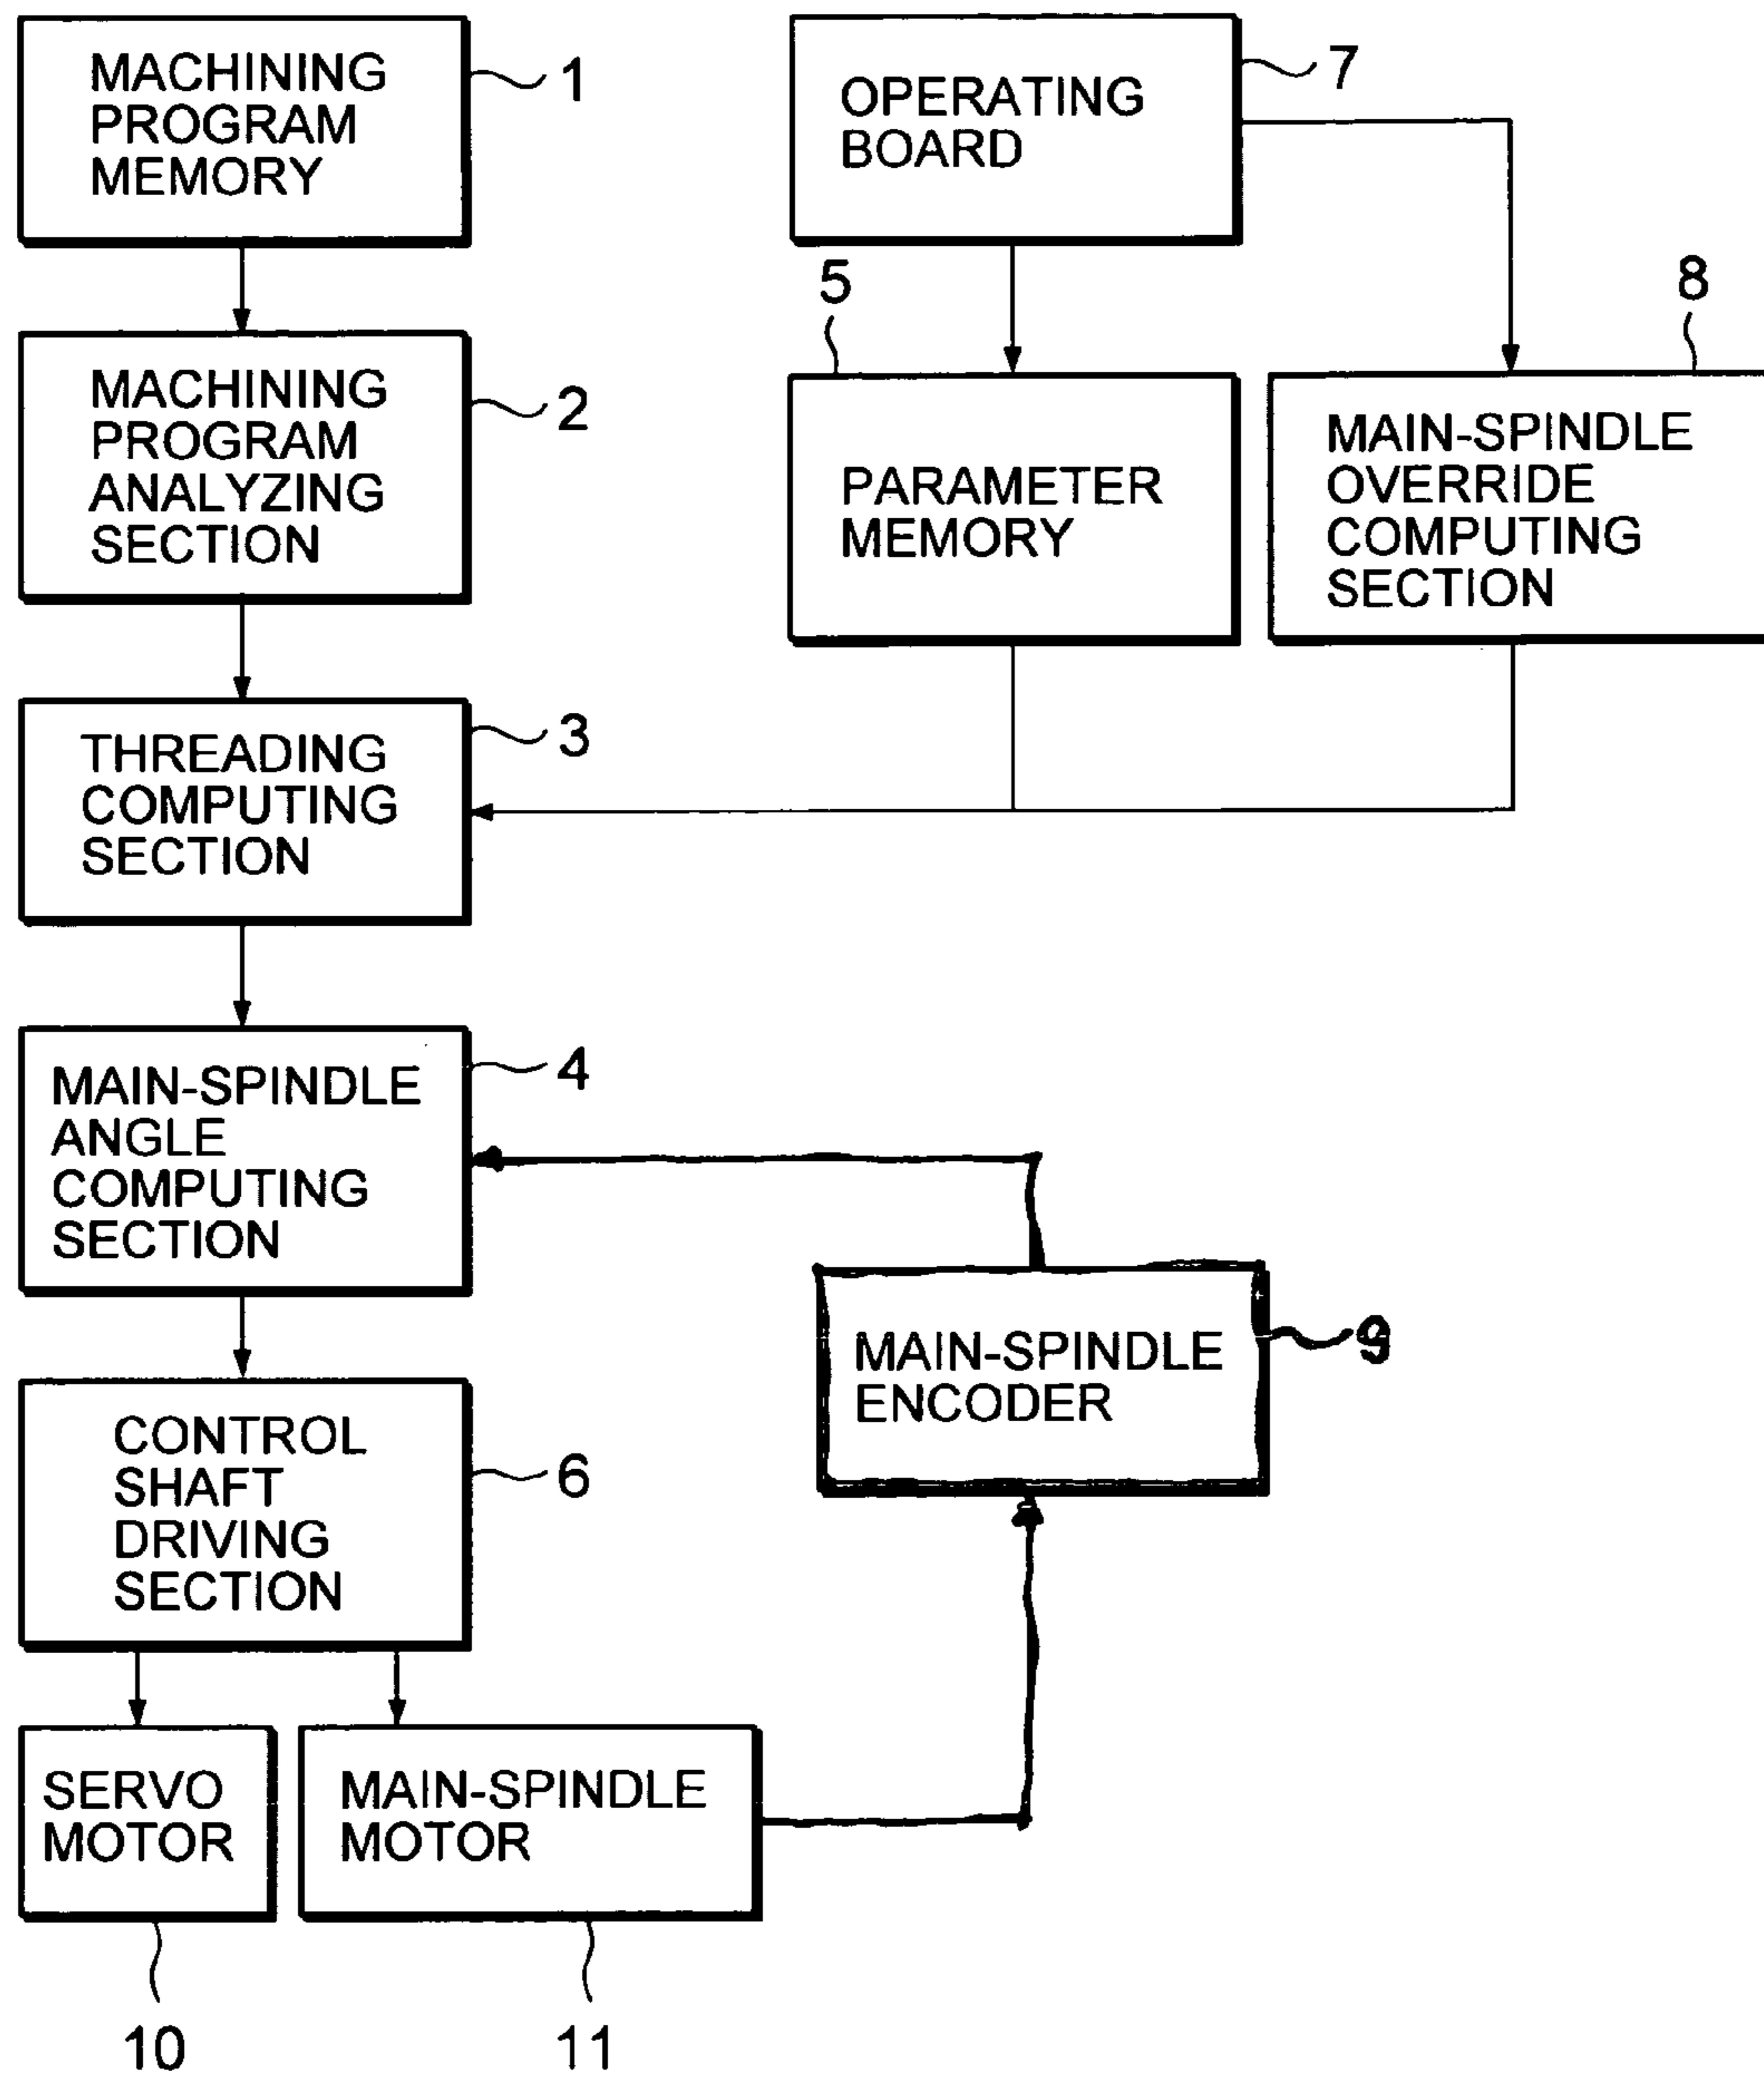 MACHINING
PROGRAM
MEMORY
1
OPERATING
BOARD
7
5
8
MACHINING
PROGRAM
ANALYZING
SECTION
2
PARAMETER
MEMORY
MAIN-SPINDLE
OVERRIDE
COMPUTING
SECTION
THREADING
COMPUTING
SECTION
3
MAIN-SPINDLE
ANGLE
COMPUTING
SECTION
4
MAIN-SPINDLE
ENCODER
9
CONTROL
SHAFT
DRIVING
SECTION
6
SERVO
MOTOR
MAIN-SPINDLE
MOTOR
10
11